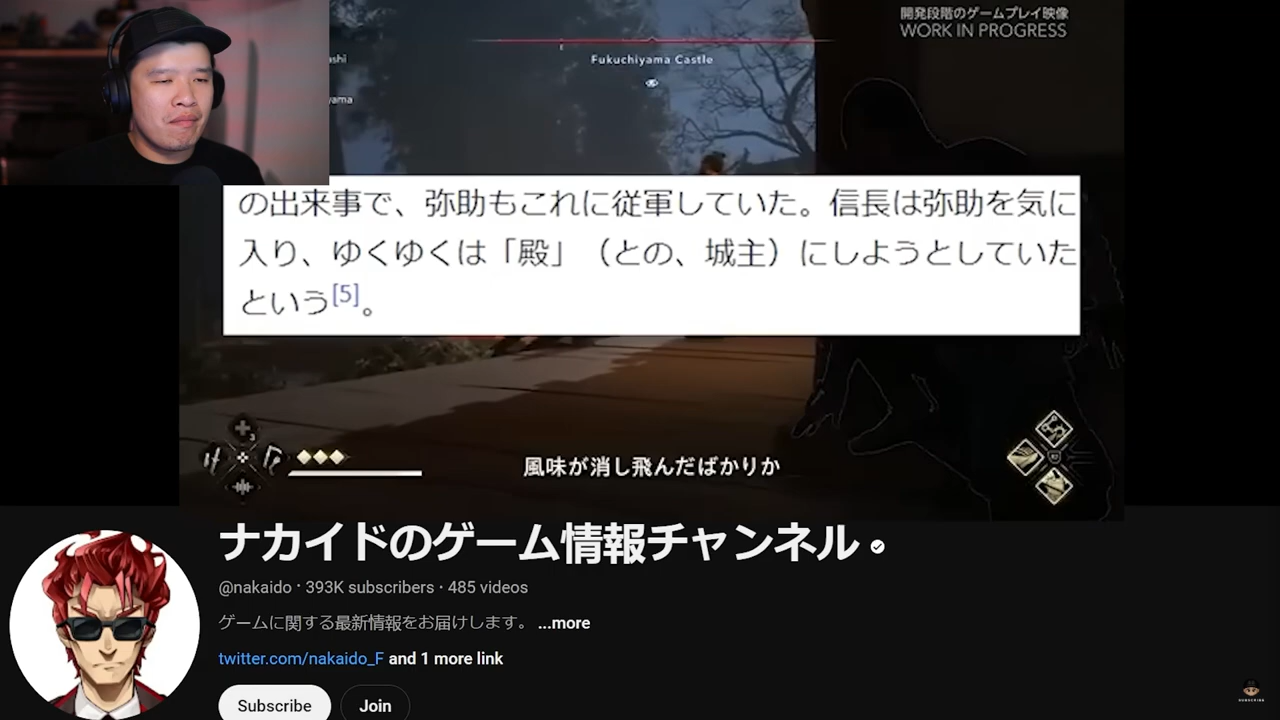 開発段階のゲームプレイ映像
WORK IN PROGRESS
Fukuchiyama Castle
の出来事で、弥助もこれに従軍していた。信長は弥助を気に
入り、ゆくゆくは「殿」（との、城主）にしようとしていた
という[5]。
3
風味が消し飛んだばかりか
ナカイドのゲーム情報チャンネル
@nakaido · 393K subscribers · 485 videos
ゲームに関する最新情報をお届けします。 ...more
twitter.com/nakaido_F and 1 more link
Subscribe
Join